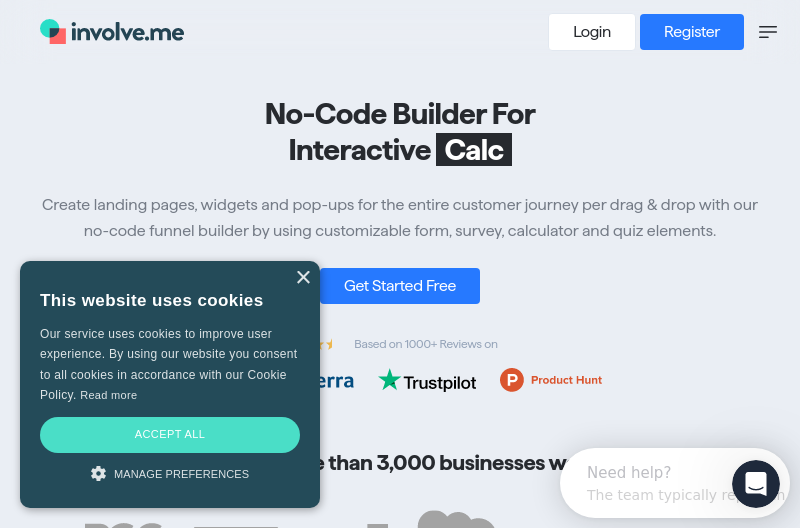 involve.me
Login
Register
No-Code Builder For
Interactive Calc
Create landing pages, widgets and pop-ups for the entire customer journey per drag & drop with our
no-code funnel builder by using customizable form, survey, calculator and quiz elements.
Get Started Free
This website uses cookies
Our service uses cookies to improve user
experience. By using our website you consent
to all cookies in accordance with our Cookie
Policy. Read more
ACCEPT ALL
MANAGE PREFERENCES
Based on 1000+ Reviews on
Trustpilot
P Product Hunt
than 3,000 businesses
Need help?
The team typically